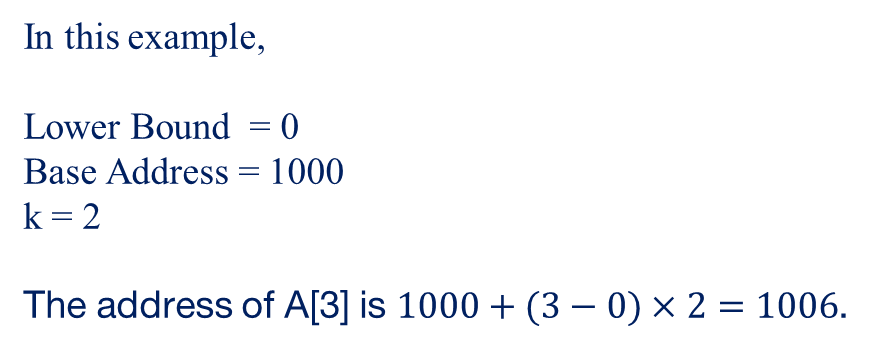 In this example,
Lower Bound = 0
Base Address = 1000
k = 2
The address of A[3] is 1000 + (3 − 0) × 2 = 1006.